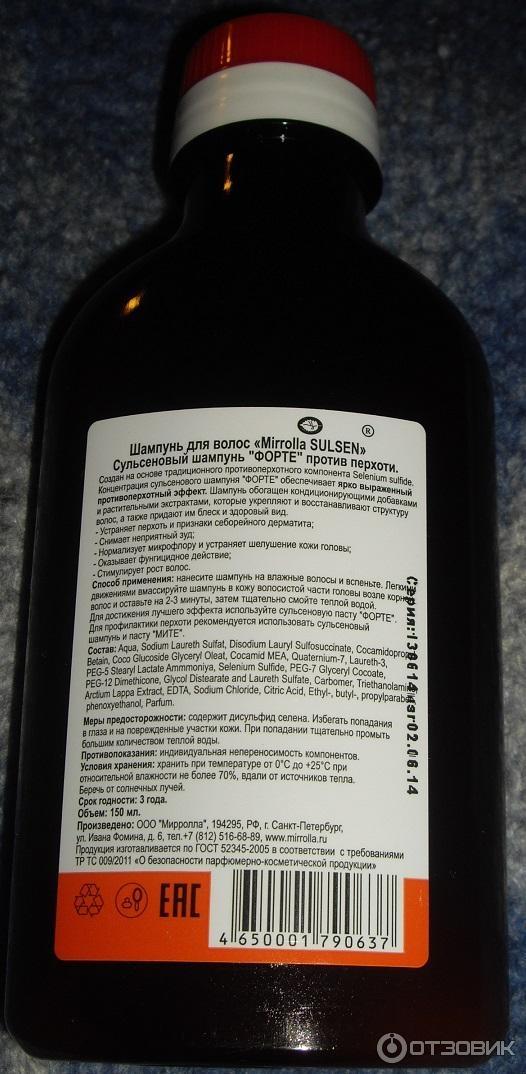 ®
Шампунь для волос «Mirrolla SULSEN»
Сульсеновый шампунь "ФОРТЕ" против перхоти.
Создан на основе традиционного противоперхотного компонента Selenium sulfide.
Концентрация сульсенового шампуня "ФОРТЕ" обеспечивает ярко выраженный
противоперхотный эффект. Шампунь обогащен кондиционирующими добавками
и растительными экстрактами, которые укрепляют и восстанавливают структуру
волос, а также придают им блеск и здоровый вид.
- Устраняет перхоть и признаки себорейного дерматита;
- Снимает неприятный зуд;
- Нормализует микрофлору и устраняет шелушение кожи головы;
- Оказывает фунгицидное действие;
- Стимулирует рост волос.
Способ применения: нанесите шампунь на влажные волосы и вспеньте. Легкими
движениями вмассируйте шампунь в кожу волосистой части головы возле корней
волос и оставьте на 2-3 минуты, затем тщательно смойте теплой водой.
Для достижения лучшего эффекта используйте сульсеновую пасту "ФОРТЕ".
Для профилактики перхоти рекомендуется использовать сульсеновый
шампунь и пасту "МИТЕ".
Состав: Aqua, Sodium Laureth Sulfat, Disodium Lauryl Sulfosuccinate, Cocamidopropyl
Betain, Coco Glucoside Glyceryl Oleat, Cocamid MEA, Quaternium-7, Laureth-3,
PEG-5 Stearyl Lactate Ammmoniya, Selenium Sulfide, PEG-7 Glyceryl Cocoate,
PEG-12 Dimethicone, Glycol Distearate and Laureth Sulfate, Carbomer, Triethanolamine,
Arctium Lappa Extract, EDTA, Sodium Chloride, Citric Acid, Ethyl-, butyl-, propylparaben,
phenoxyethanol, Parfum.
Меры предосторожности: содержит дисульфид селена. Избегать попадания
в глаза и на поврежденные участки кожи. При попадании тщательно промыть
большим количеством теплой воды.
Противопоказания: индивидуальная непереносимость компонентов.
Условия хранения: хранить при температуре от 0°С до +25°С при
относительной влажности не более 70%, вдали от источников тепла.
Беречь от солнечных лучей.
Срок годности: 3 года.
Объем: 150 мл.
Произведено: ООО "Мирролла", 194295, РФ, г. Санкт-Петербург,
ул. Ивана Фомина, д. 6, тел.+7 (812) 516-68-89, www.mirrolla.ru
Продукция изготавливается по ГОСТ 52345-2005 в соответствии с требованиями
ТР ТС 009/2011 «О безопасности парфюмерно-косметической продукции»
EAC
4 650001 790637
ОТЗОВИК